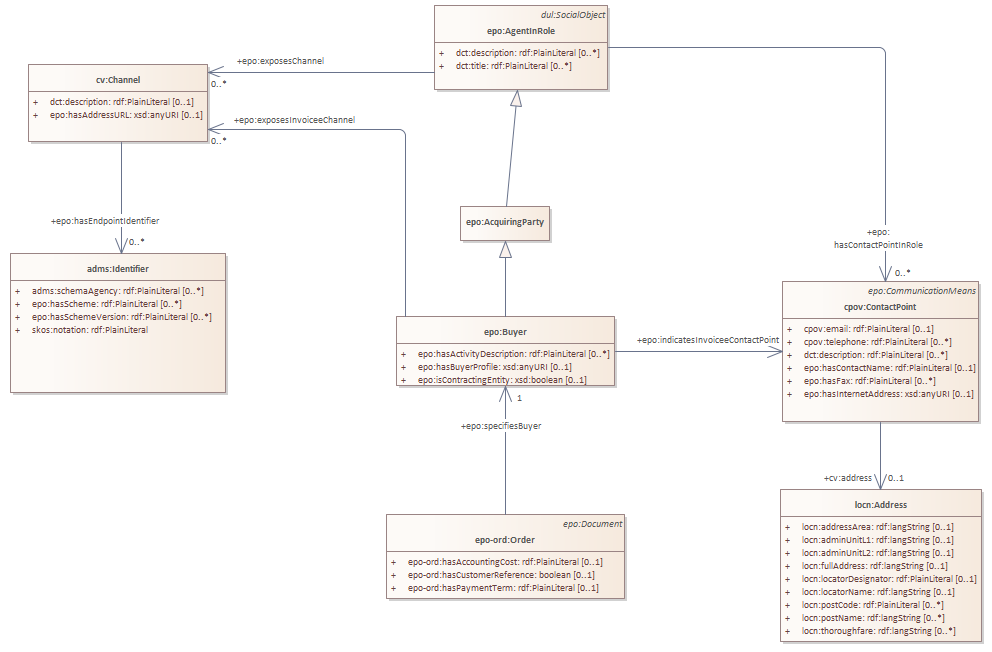 dul:SocialObject
epo:AgentInRole
+ dct:description: rdf:PlainLiteral [0..*]
+ dct:title: rdf:PlainLiteral [0..*]
+epo:exposesChannel
0..*
cv:Channel
+ dct:description: rdf:PlainLiteral [0..1]
+ epo:hasAddressURL: xsd:anyURI [0..1]
+epo:exposesInvoiceeChannel
0..*
+epo:hasEndpointIdentifier
0..*
adms:Identifier
+ adms:schemaAgency: rdf:PlainLiteral [0..*]
+ epo:hasScheme: rdf:PlainLiteral [0..*]
+ epo:hasSchemeVersion: rdf:PlainLiteral [0..*]
+ skos:notation: rdf:PlainLiteral
epo:AcquiringParty
+epo:
hasContactPointInRole
0..*
epo:CommunicationMeans
cpov:ContactPoint
+ cpov:email: rdf:PlainLiteral [0..1]
+ cpov:telephone: rdf:PlainLiteral [0..*]
+ dct:description: rdf:PlainLiteral [0..*]
+ epo:hasContactName: rdf:PlainLiteral [0..1]
+ epo:hasFax: rdf:PlainLiteral [0..*]
+ epo:hasInternetAddress: xsd:anyURI [0..1]
epo:Buyer
+ epo:hasActivityDescription: rdf:PlainLiteral [0..*]
+ epo:hasBuyerProfile: xsd:anyURI [0..1]
+ epo:isContractingEntity: xsd:boolean [0..1]
+epo:indicatesInvoiceeContactPoint
1
+epo:specifiesBuyer
+cv:address
0..1
epo:Document
epo-ord:Order
+ epo-ord:hasAccountingCost: rdf:PlainLiteral [0..1]
+ epo-ord:hasCustomerReference: boolean [0..1]
+ epo-ord:hasPaymentTerm: rdf:PlainLiteral [0..1]
locn:Address
+ locn:addressArea: rdf:langString [0..1]
+ locn:adminUnitL1: rdf:langString [0..1]
+ locn:adminUnitL2: rdf:langString [0..1]
+ locn:fullAddress: rdf:langString [0..1]
+ locn:locatorDesignator: rdf:PlainLiteral [0..1]
+ locn:locatorName: rdf:langString [0..1]
+ locn:postCode: rdf:PlainLiteral [0..*]
+ locn:postName: rdf:langString [0..*]
+ locn:thoroughfare: rdf:langString [0..*]